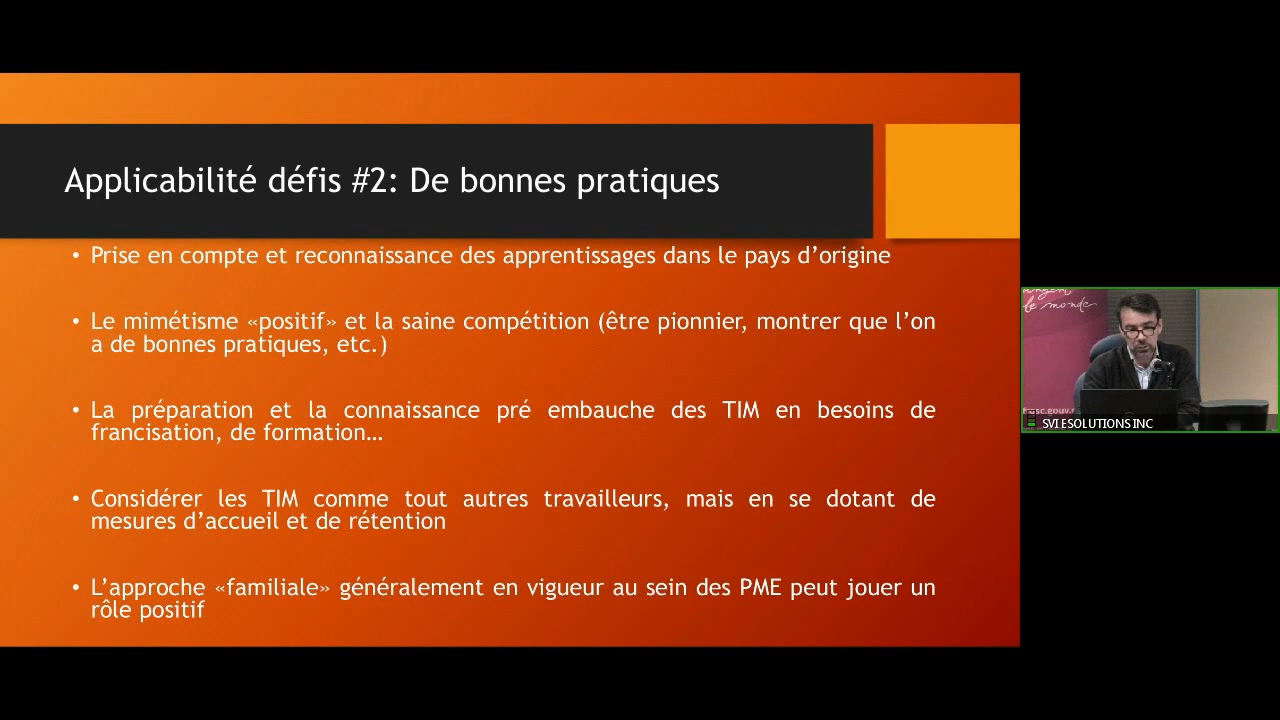 Applicabilité défis #2: De bonnes pratiques
• Prise en compte et reconnaissance des apprentissages dans le pays d’origine
• Le mimétisme «positif» et la saine compétition (être pionnier, montrer que l’on
a de bonnes pratiques, etc.)
• La préparation et la connaissance pré embauche des TIM en besoins de
francisation, de formation…
• Considérer les TIM comme tout autres travailleurs, mais en se dotant de
mesures d’accueil et de rétention
• L’approche «familiale» généralement en vigueur au sein des PME peut jouer un
rôle positif
le monde
SVI ESOLUTIONS INC